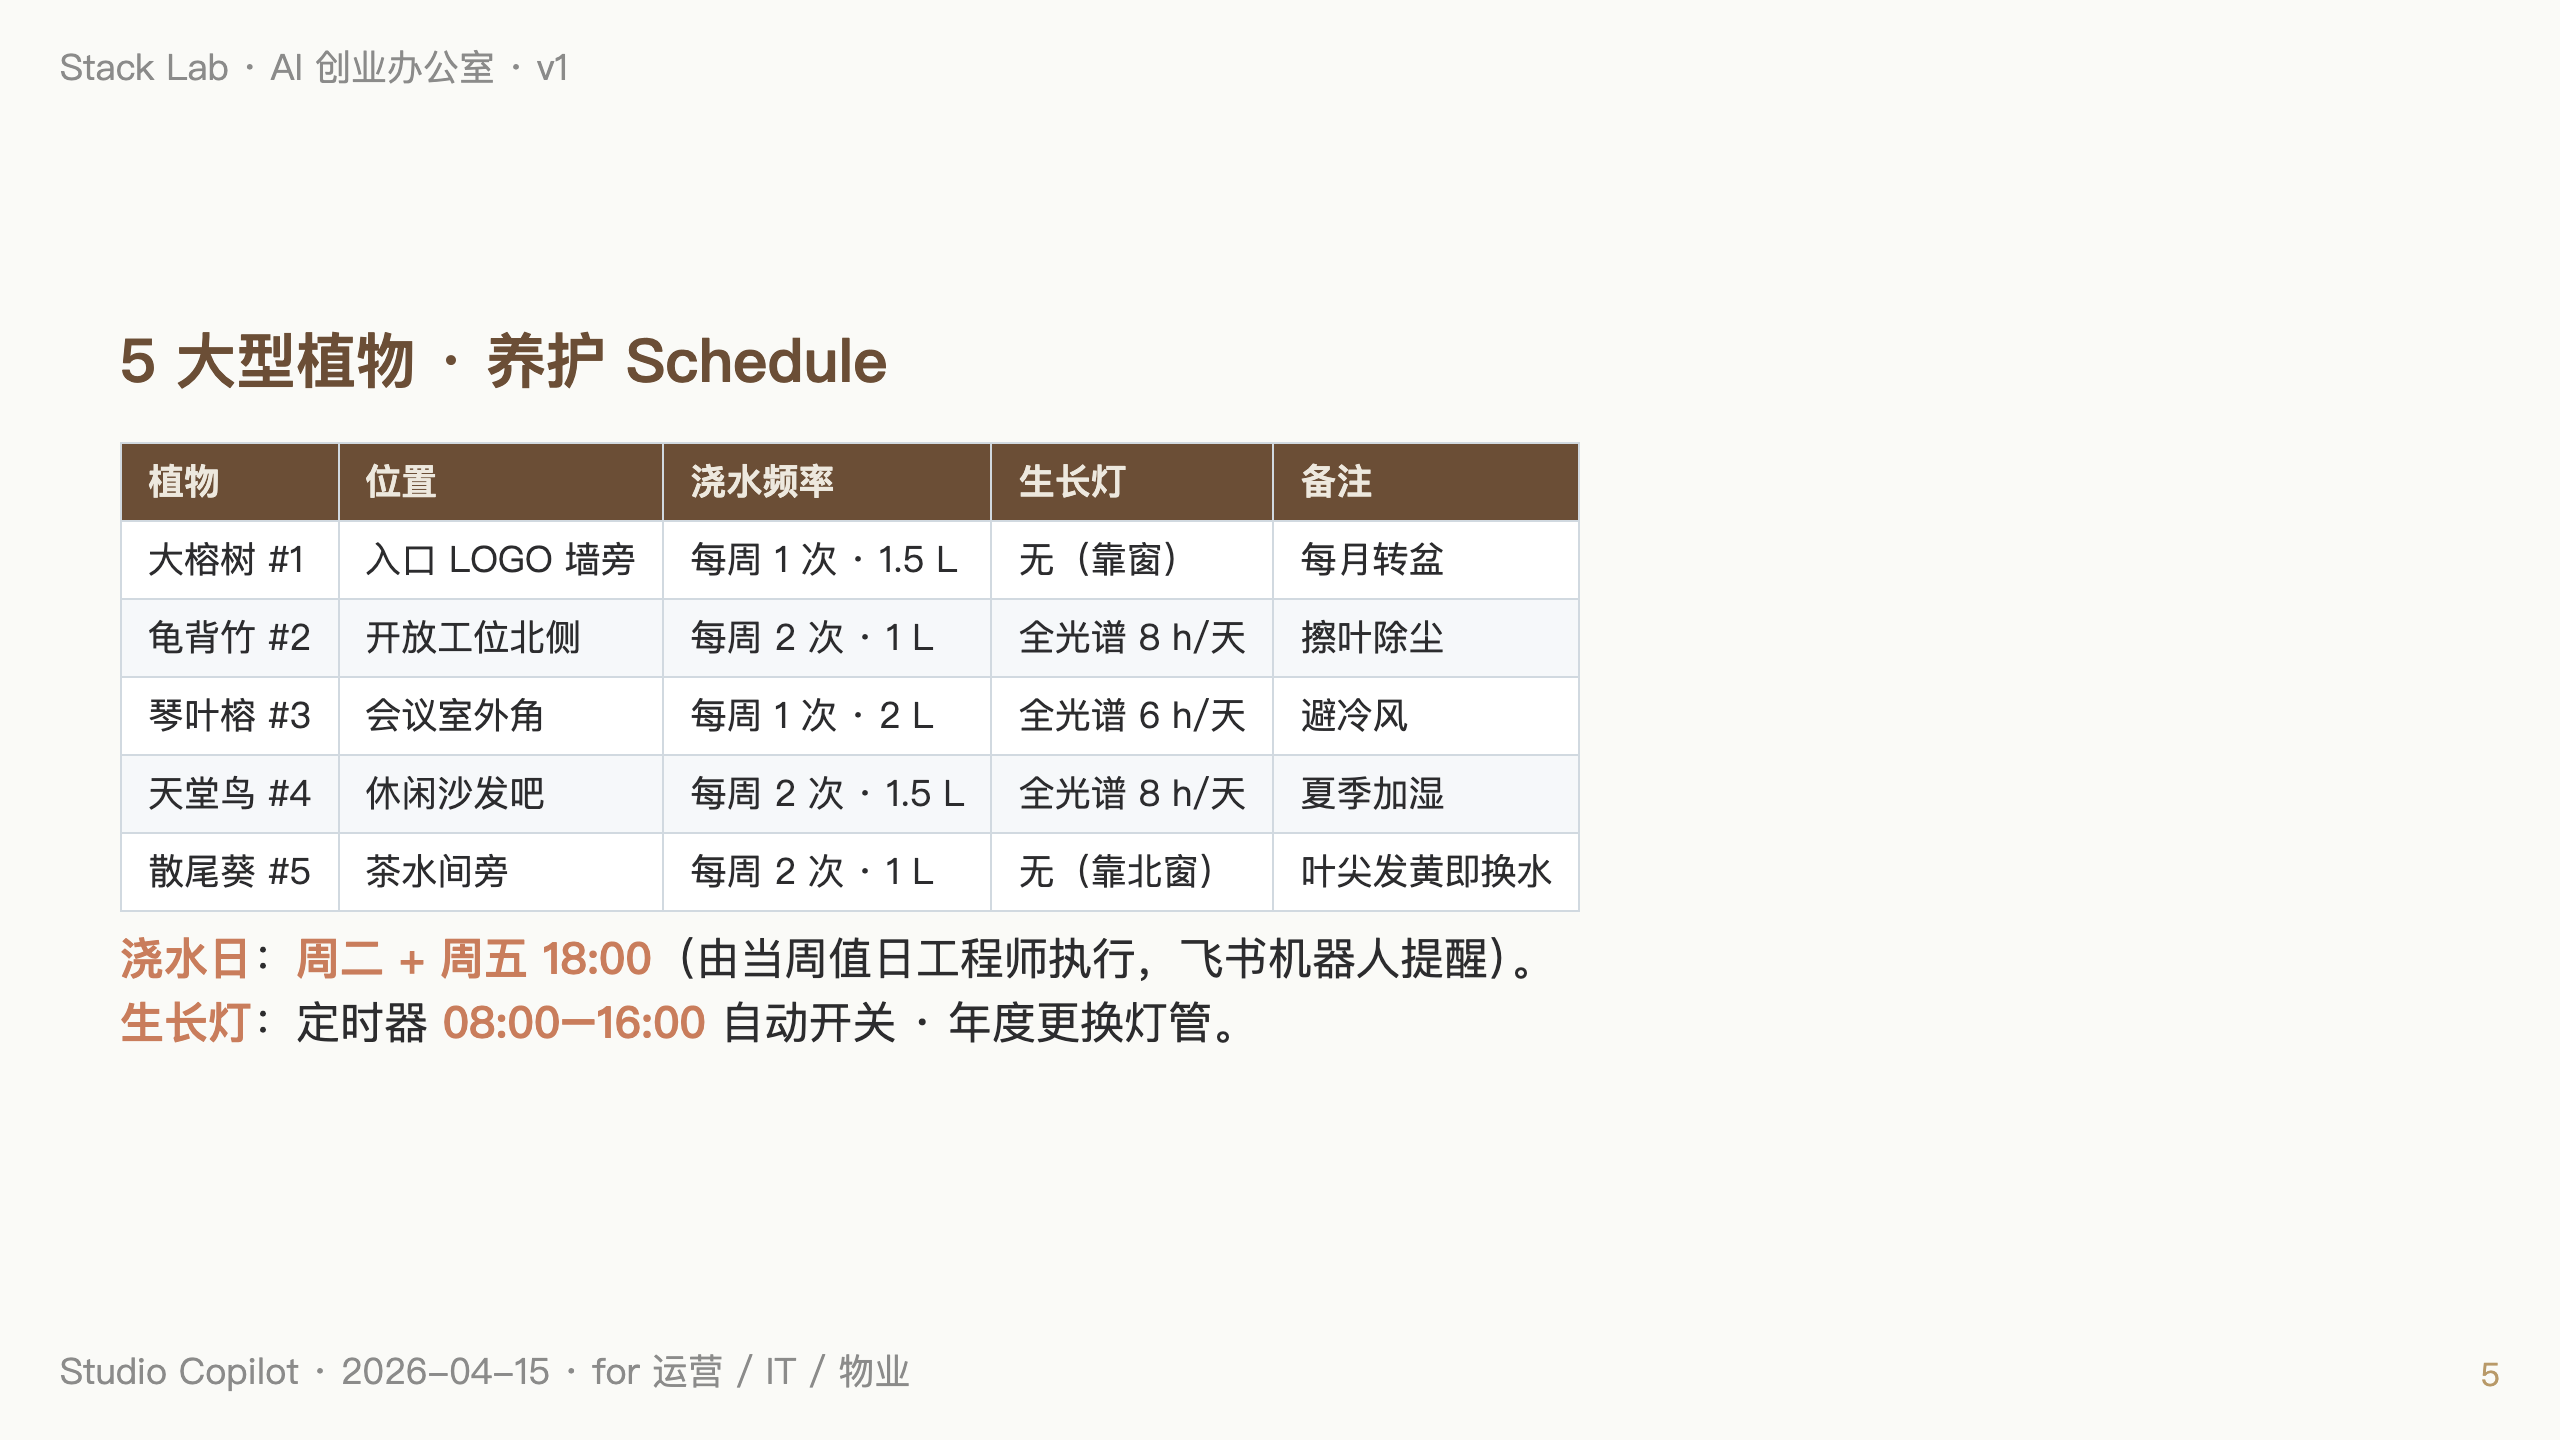 Stack Lab · AI 创业办公室 · v1
5 大型植物 · 养护 Schedule
植物 位置 浇水频率 生长灯 备注
大榕树 #1 入口 LOGO 墙旁 每周 1 次 · 1.5 L 无（靠窗） 每月转盆
龟背竹 #2 开放工位北侧 每周 2 次 · 1 L 全光谱 8 h/天 擦叶除尘
琴叶榕 #3 会议室外角 每周 1 次 · 2 L 全光谱 6 h/天 避冷风
天堂鸟 #4 休闲沙发吧 每周 2 次 · 1.5 L 全光谱 8 h/天 夏季加湿
散尾葵 #5 茶水间旁 每周 2 次 · 1 L 无（靠北窗） 叶尖发黄即换水
浇水日：周二 + 周五 18:00（由当周值日工程师执行，飞书机器人提醒）。
生长灯：定时器 08:00—16:00 自动开关 · 年度更换灯管。
Studio Copilot · 2026-04-15 · for 运营 / IT / 物业
5